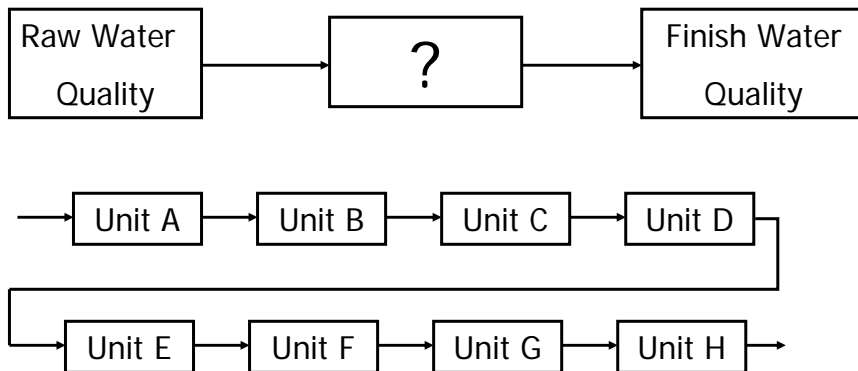 Raw Water
Quality
?
Finish Water
Quality
Unit A
Unit B
Unit C
Unit D
Unit E
Unit F
Unit G
Unit H